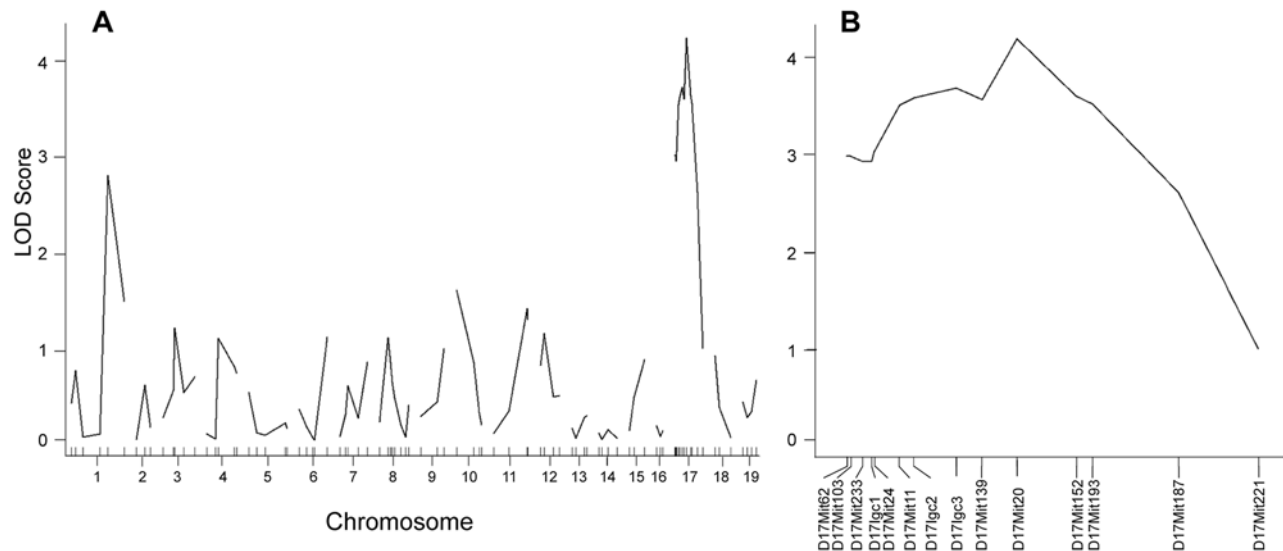 A
LOD Score
4
3
2
1
0
1 2 3 4 5 6 7 8 9 10 11 12 13 14 15 16 17 18 19
Chromosome
B
4
3
2
1
0
D17Mit62
D17Mit103
D17Mit233
D17Igc1
D17Mit24
D17Mit11
D17Igc2
D17Igc3
D17Mit139
D17Mit20
D17Mit152
D17Mit193
D17Mit187
D17Mit221